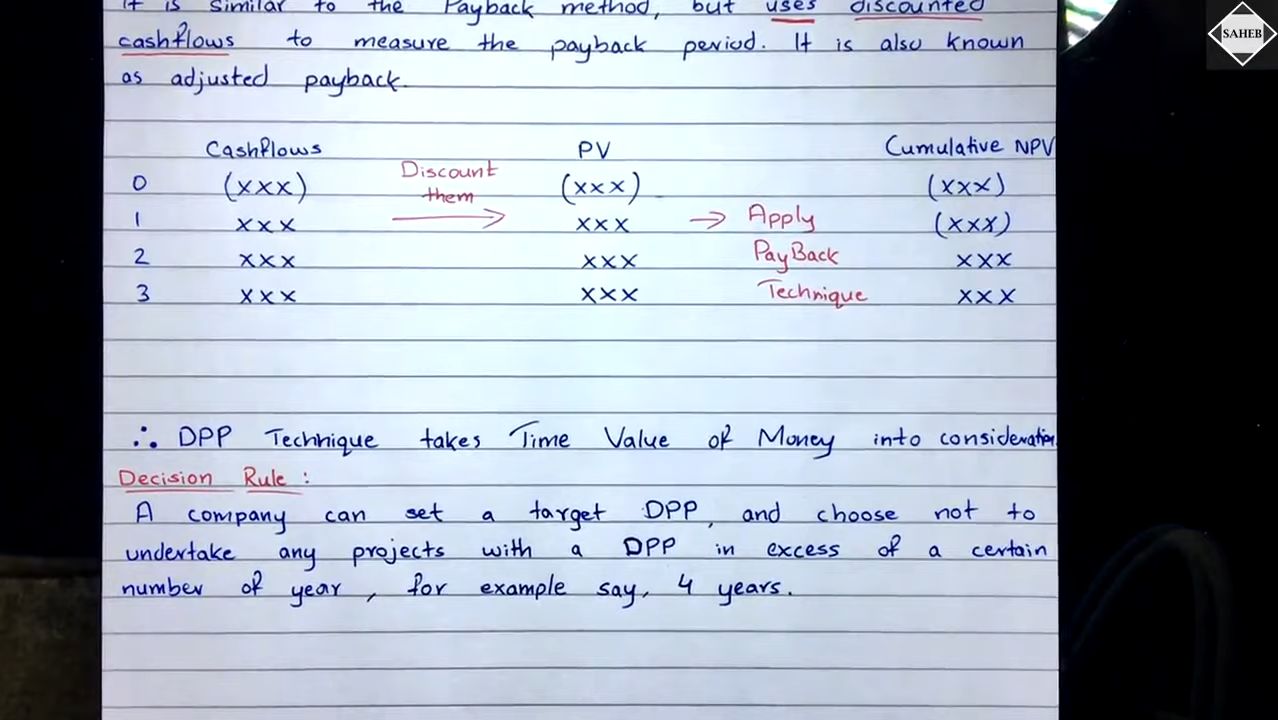 It is similar to the Payback method, but uses discounted
SAHEB
cashflows to measure the payback period. It is also known
as adjusted payback.
Cashflows PV Cumulative NPV
Discount
them
0 (xxx) (xxx) (xxx)
1 xxx xxx → Apply (xxx)
2 xxx xxx PayBack xxx
3 xxx xxx Technique xxx
∴ DPP Technique takes Time Value of Money into consideration.
Decision Rule :
A company can set a target DPP, and choose not to
undertake any projects with a DPP in excess of a certain
number of year, for example say, 4 years.